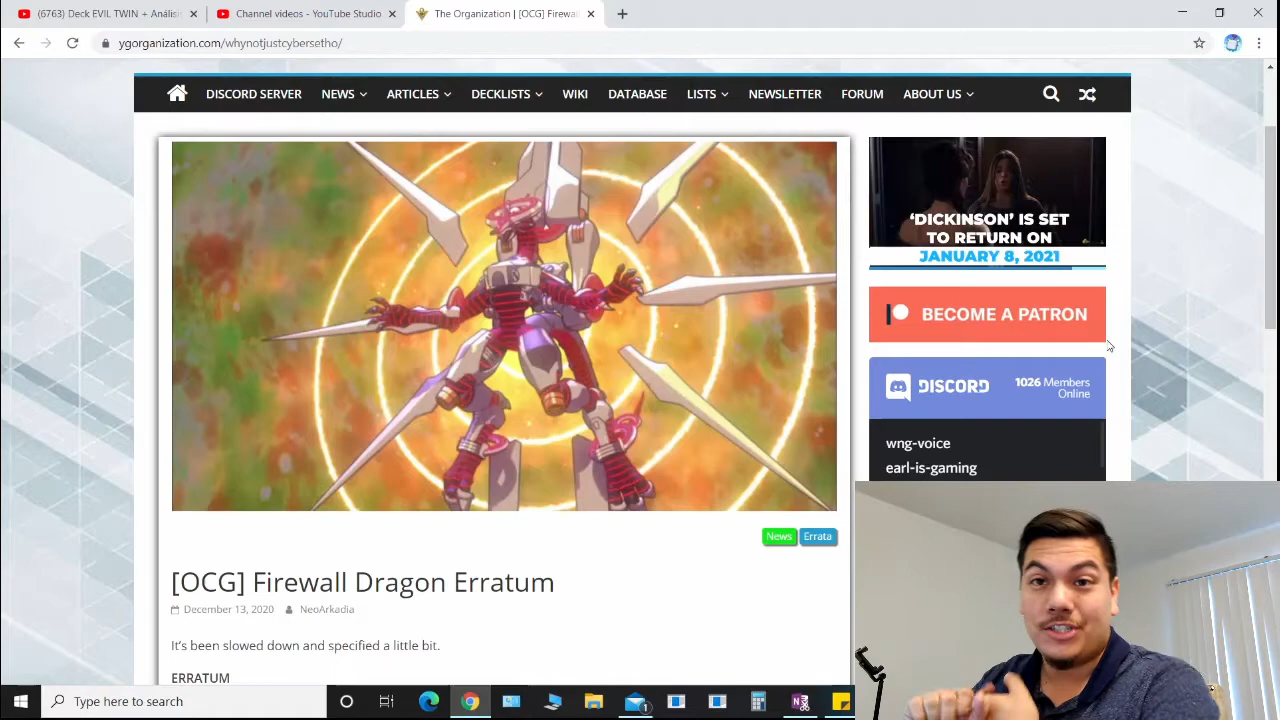 (6763) Deck EVIL TWIN + Análisis
Channel videos - YouTube Studio
The Organization | [OCG] Firewal
ygorganization.com/whynotjustcybersetho/
DISCORD SERVER
NEWS
ARTICLES
DECKLISTS
WIKI
DATABASE
LISTS
NEWSLETTER
FORUM
ABOUT US
'DICKINSON' IS SET
TO RETURN ON
JANUARY 8, 2021
BECOME A PATRON
DISCORD
1026 Members
Online
wng-voice
earl-is-gaming
News
Errata
[OCG] Firewall Dragon Erratum
December 13, 2020
NeoArkadia
It's been slowed down and specified a little bit.
ERRATUM
Type here to search
1